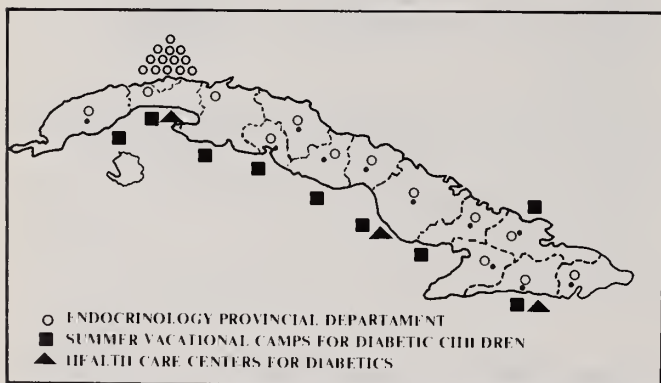 ENDOCRINOLOGY PROVINCIAL DEPARTAMENT
SUMMER VACATIONAL CAMPS FOR DIABETIC CHILDREN
HEALTH CARE CENTERS FOR DIABETICS